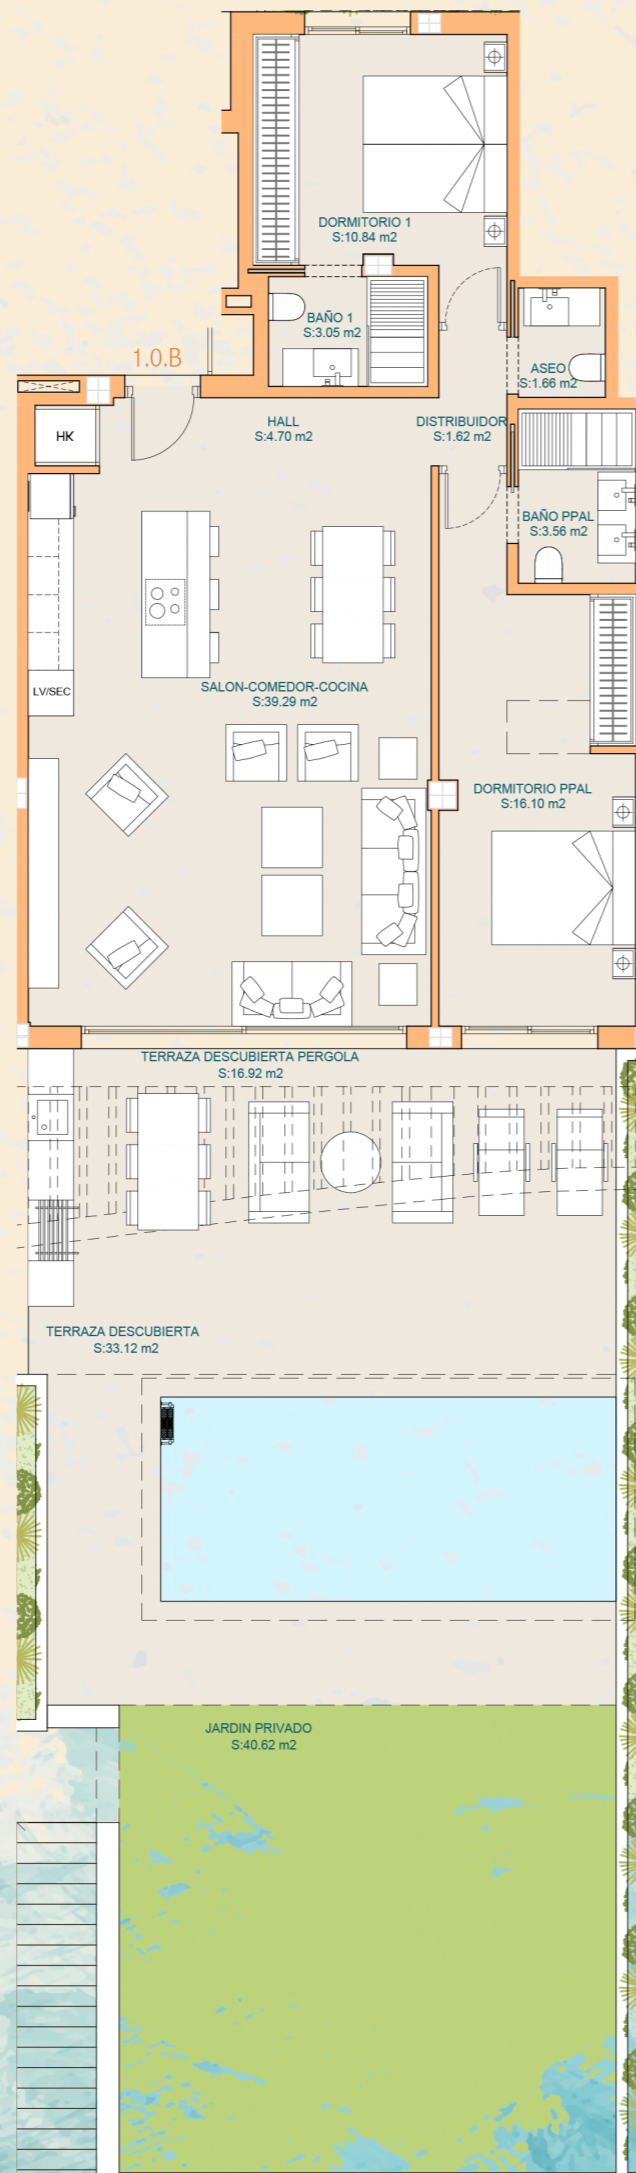 DORMITORIO 1
S:10.84 m2
BAÑO 1
S:3.05 m2
1.0.B
ASEO
S:1.66 m2
HK
HALL
S:4.70 m2
DISTRIBUIDOR
S:1.62 m2
BAÑO PPAL
S:3.56 m2
LV/SEC
SALON-COMEDOR-COCINA
S:39.29 m2
DORMITORIO PPAL
S:16.10 m2
TERRAZA DESCUBIERTA PERGOLA
S:16.92 m2
TERRAZA DESCUBIERTA
S:33.12 m2
JARDIN PRIVADO
S:40.62 m2